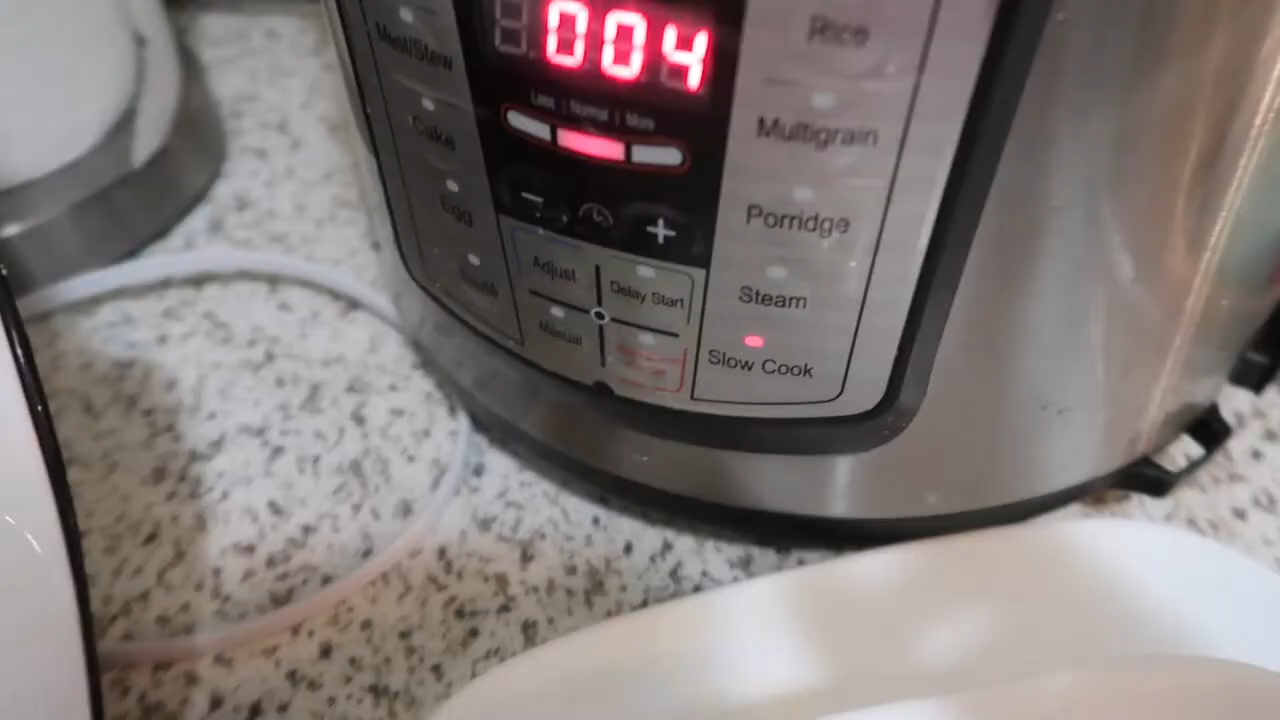 004
Less | Normal | More
Meat/Stew
Cake
Egg
Rice
Multigrain
Porridge
Steam
Slow Cook
−
+
Adjust
Delay Start
Manual